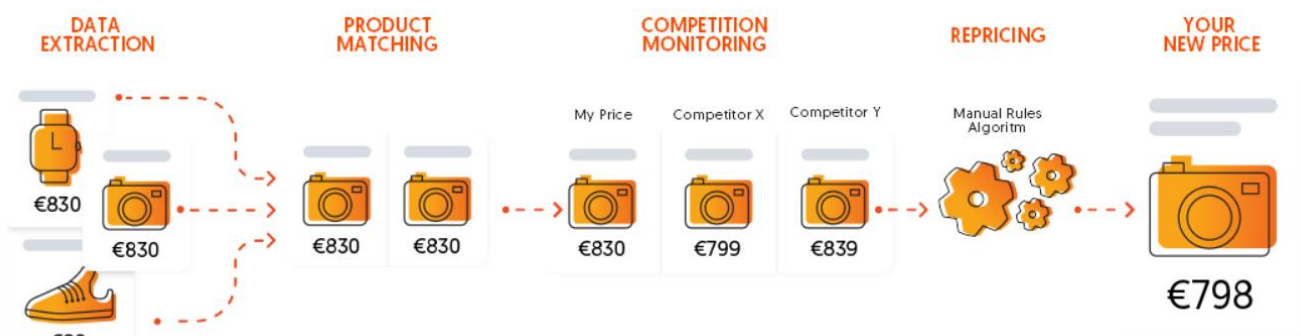 DATA
EXTRACTION
PRODUCT
MATCHING
COMPETITION
MONITORING
REPRICING
YOUR
NEW PRICE
My Price
Competitor X
Competitor Y
Manual Rules
Algoritm
€830
€830
€830
€830
€830
€799
€839
€798